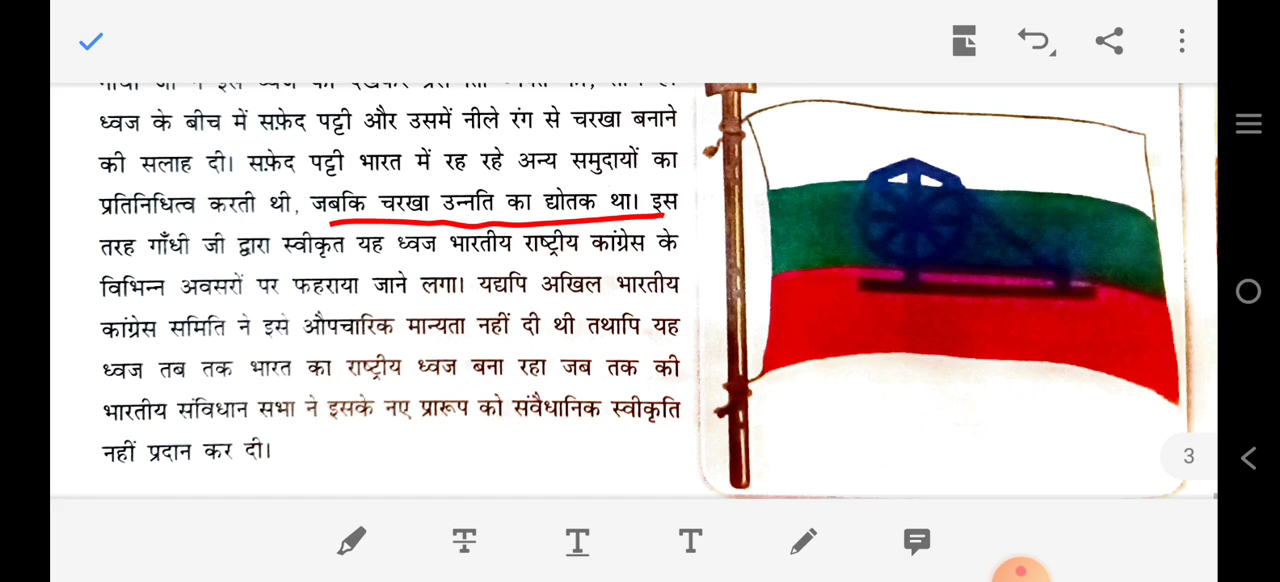 ध्वज के बीच में सफ़ेद पट्टी और उसमें नीले रंग से चरखा बनाने
की सलाह दी। सफ़ेद पट्टी भारत में रह रहे अन्य समुदायों का
प्रतिनिधित्व करती थी, जबकि चरखा उन्नति का द्योतक था। इस
तरह गाँधी जी द्वारा स्वीकृत यह ध्वज भारतीय राष्ट्रीय कांग्रेस के
विभिन्न अवसरों पर फहराया जाने लगा। यद्यपि अखिल भारतीय
कांग्रेस समिति ने इसे औपचारिक मान्यता नहीं दी थी तथापि यह
ध्वज तब तक भारत का राष्ट्रीय ध्वज बना रहा जब तक की
भारतीय संविधान सभा ने इसके नए प्रारूप को संवैधानिक स्वीकृति
नहीं प्रदान कर दी।
3
T
T
T